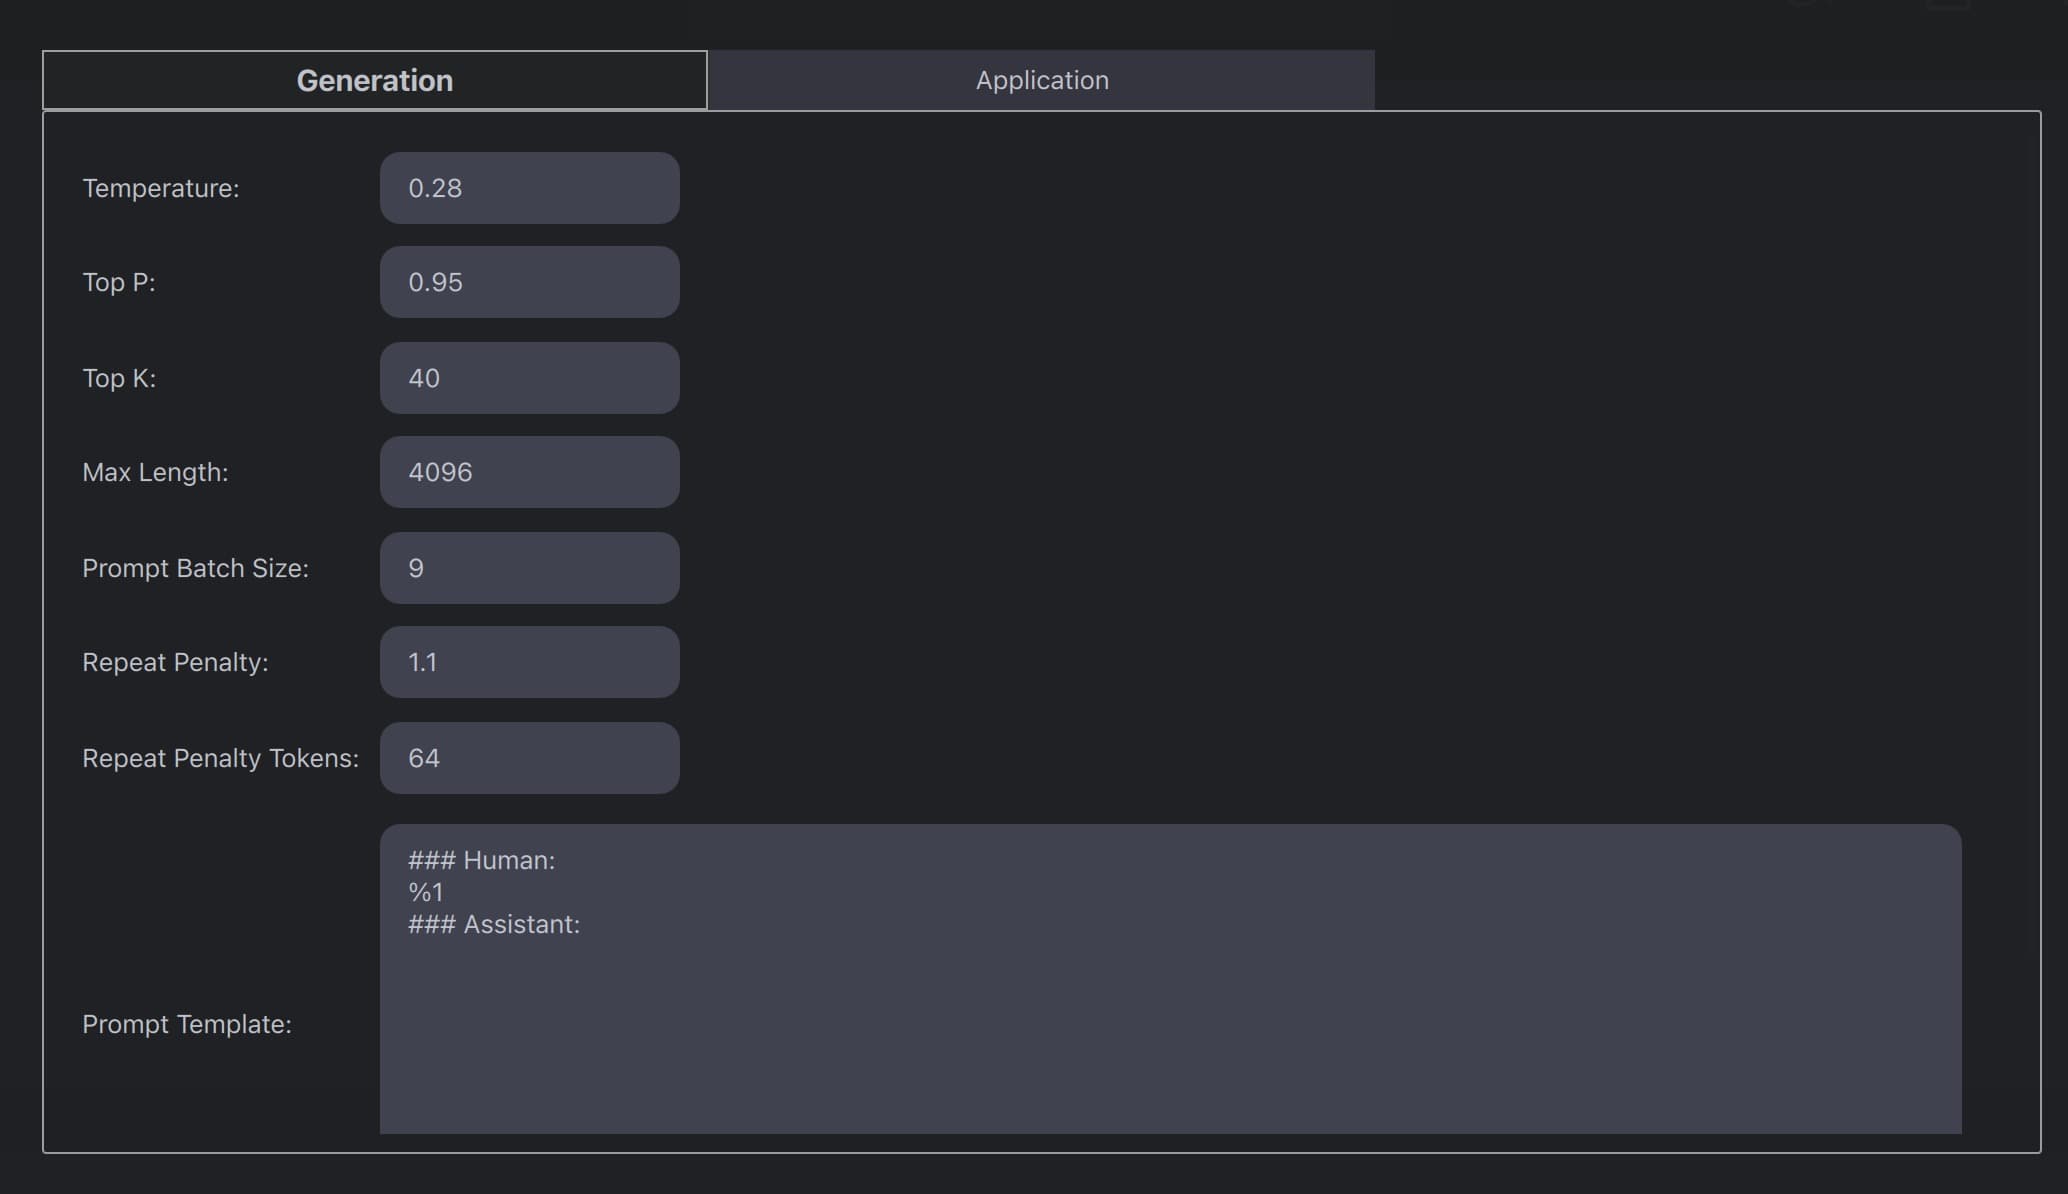 Generation
Application
Temperature: 0.28
Top P: 0.95
Top K: 40
Max Length: 4096
Prompt Batch Size: 9
Repeat Penalty: 1.1
Repeat Penalty Tokens: 64
Prompt Template:
### Human:
%1
### Assistant: